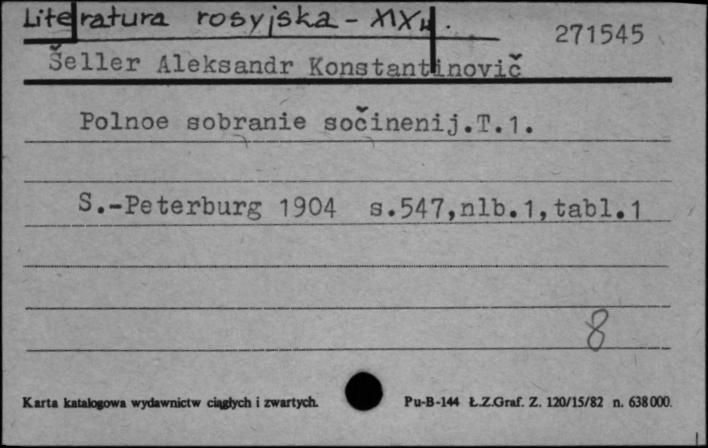 Literatura rosyjska - XIX w.
271545
Šeller Aleksandr Konstantinovič
Polnoe sobranie sočinenij.T.1.
S.-Peterburg 1904 s.547,nlb.1,tabl.1
8
Karta katalogowa wydawnictw ciągłych i zwartych. Pu-B-144 Ł.Z.Graf. Z. 120/15/82 n. 638000.